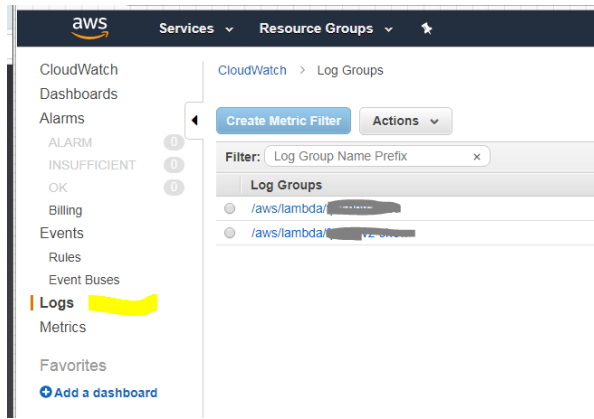 aws
Services
Resource Groups
CloudWatch
Dashboards
Alarms
ALARM 0
INSUFFICIENT 0
OK 0
Billing
Events
Rules
Event Buses
Logs
Metrics
Favorites
Add a dashboard
CloudWatch > Log Groups
Create Metric Filter
Actions
Filter: Log Group Name Prefix ×
Log Groups
/aws/lambda/
/aws/lambda/